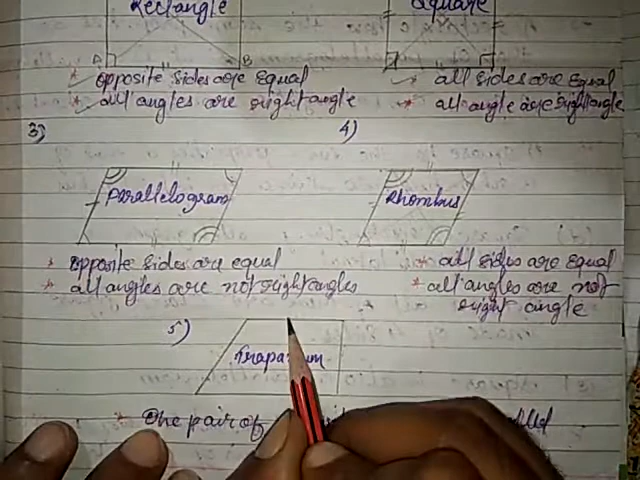 Rectangle
Square
A
B
* opposite sides are equal
* all sides are equal
* all angles are right angle
* all angle are right angle
3)
4)
Parallelogram
Rhombus
* opposite sides are equal
* all sides are equal
* all angles are not right angles
* all angles are not
right angle
5)
* One pair of